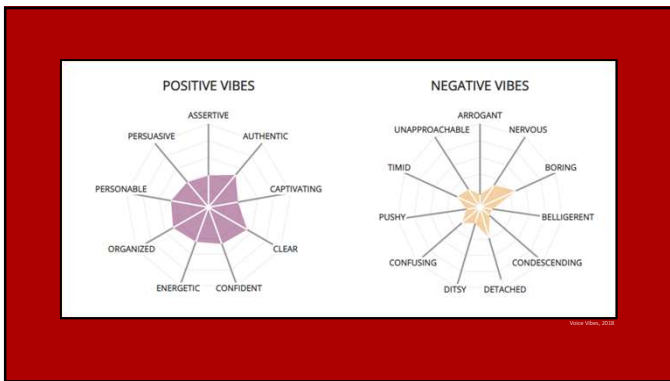 POSITIVE VIBES
ASSERTIVE
PERSUASIVE
AUTHENTIC
PERSONABLE
CAPTIVATING
ORGANIZED
CLEAR
ENERGETIC
CONFIDENT
NEGATIVE VIBES
ARROGANT
UNAPPROACHABLE
NERVOUS
TIMID
BORING
PUSHY
BELLIGERENT
CONFUSING
CONDESCENDING
DITSY
DETACHED
Voice Vibes, 2018